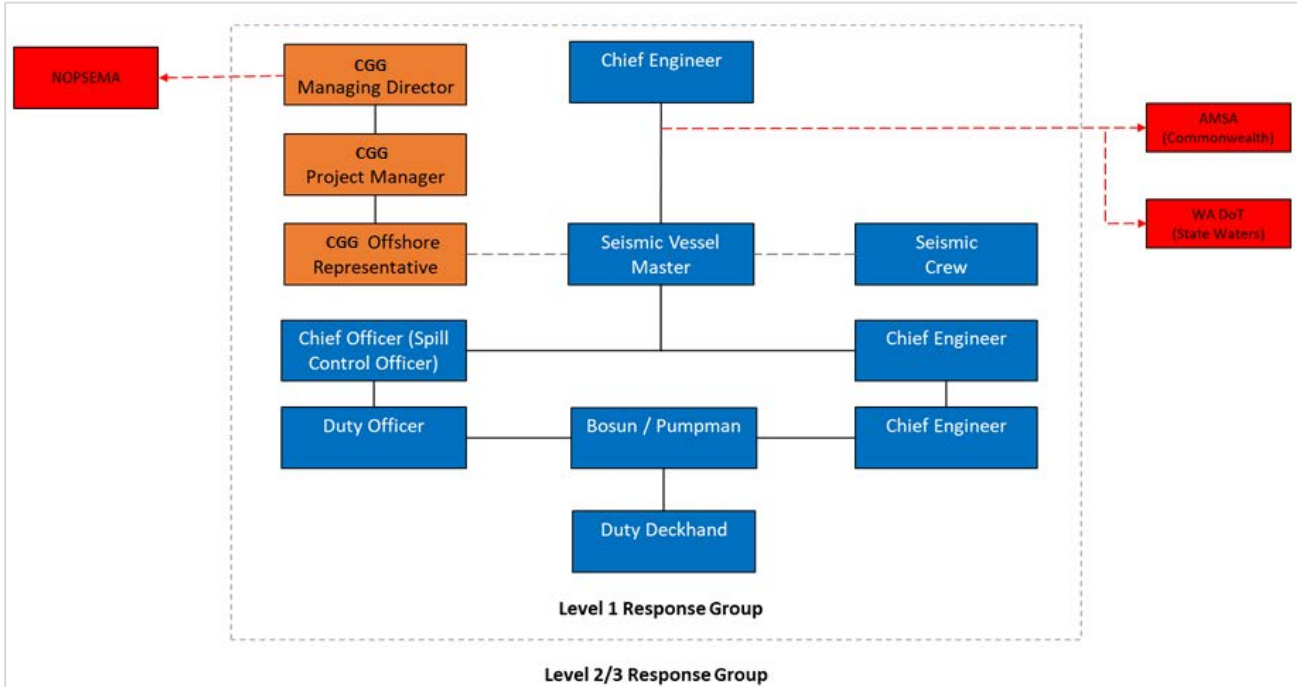 NOPSEMA
CGG
Managing Director
Chief Engineer
AMSA
(Commonwealth)
CGG
Project Manager
WA DoT
(State Waters)
CGG Offshore
Representative
Seismic Vessel
Master
Seismic
Crew
Chief Officer (Spill
Control Officer)
Chief Engineer
Duty Officer
Bosun / Pumpman
Chief Engineer
Duty Deckhand
Level 1 Response Group
Level 2/3 Response Group